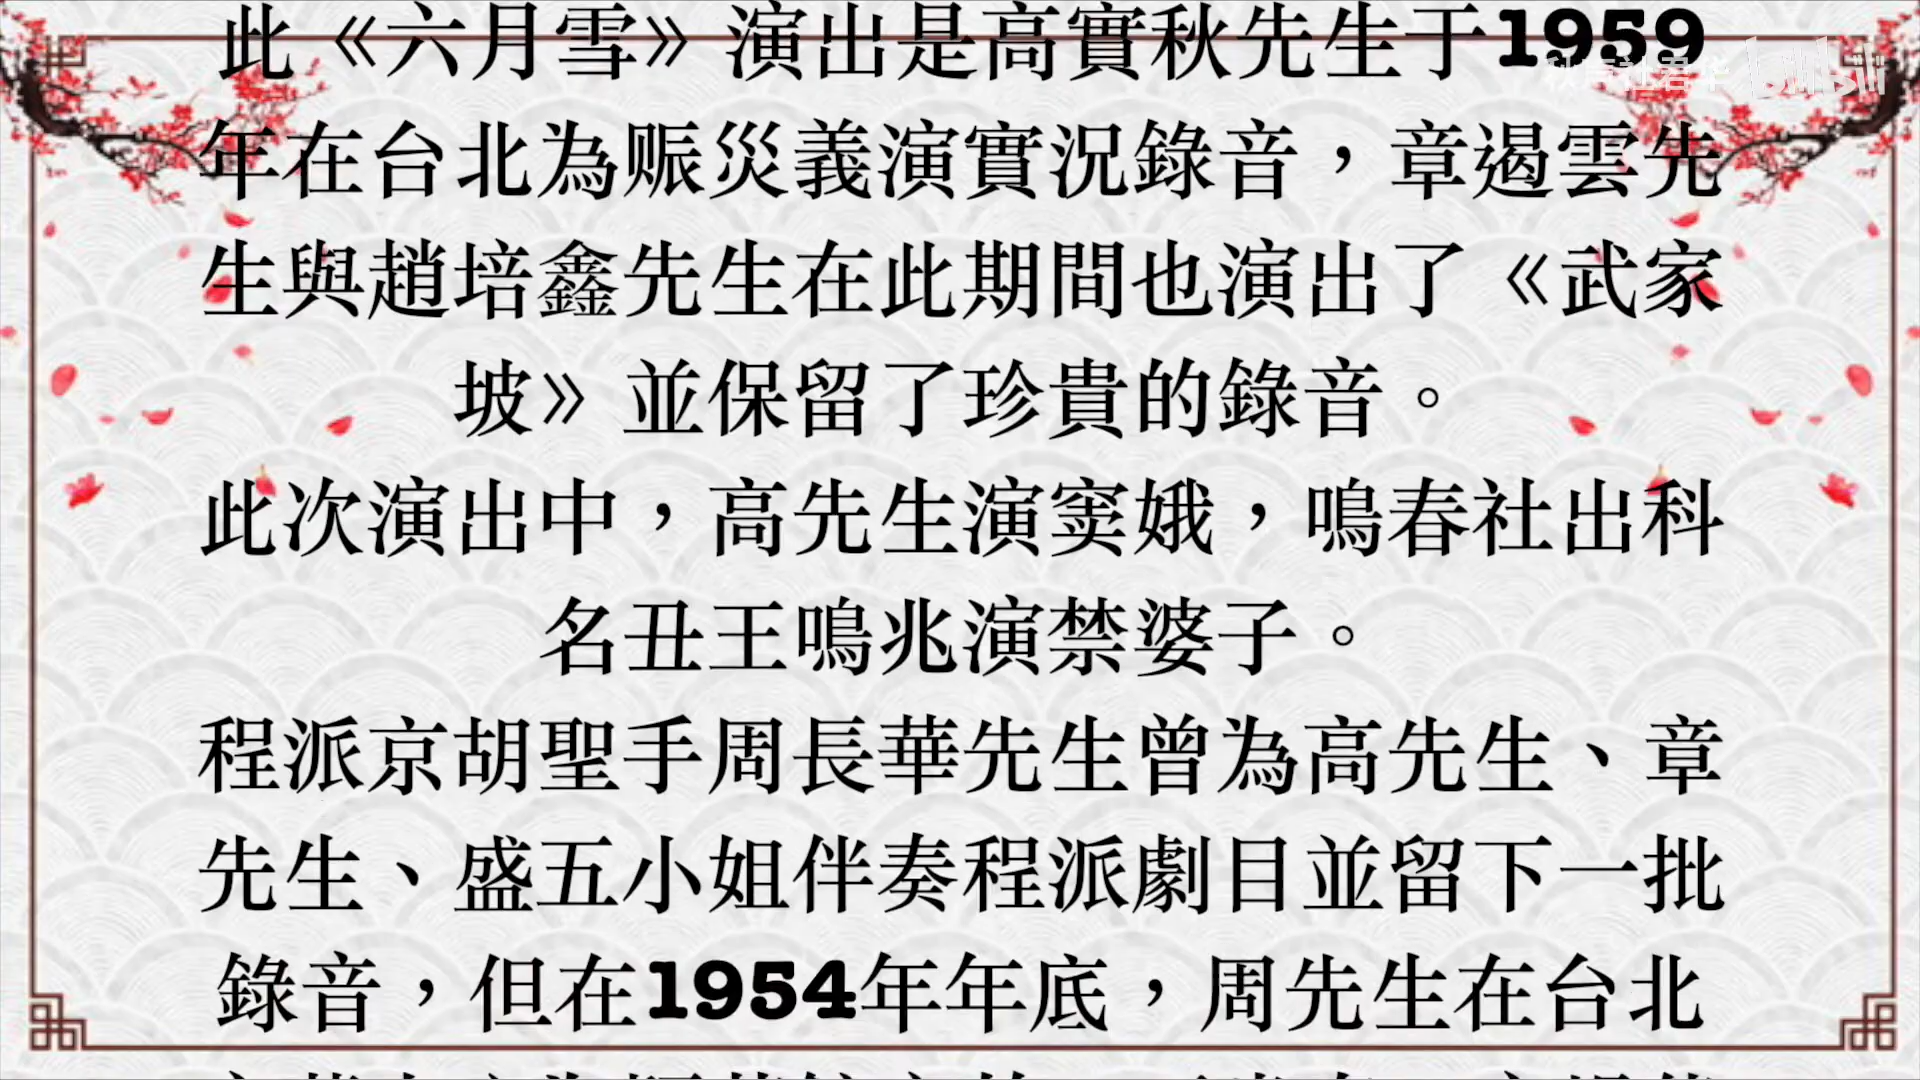 此《六月雪》演出是高實秋先生于1959
年在台北為赈災義演實況錄音，章遏雲先
生與趙培鑫先生在此期間也演出了《武家
坡》並保留了珍貴的錄音。
此次演出中，高先生演窦娥，鳴春社出科
名丑王鳴兆演禁婆子。
程派京胡聖手周長華先生曾為高先生、章
先生、盛五小姐伴奏程派劇目並留下一批
錄音，但在1954年年底，周先生在台北
bilibili